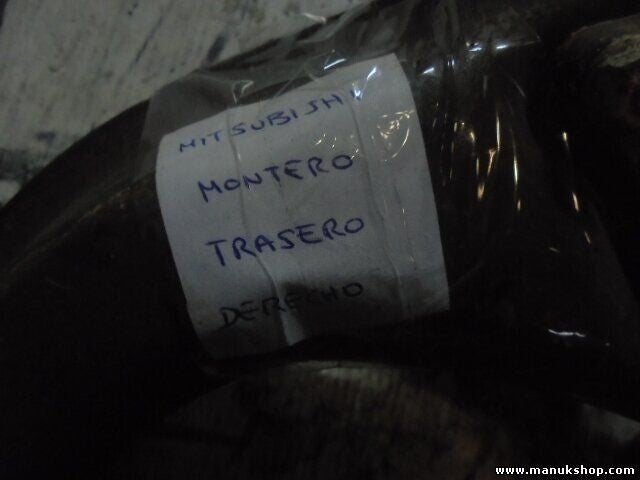 MITSUBISHI
MONTERO
TRASERO
DERECHO
www.manukshop.com